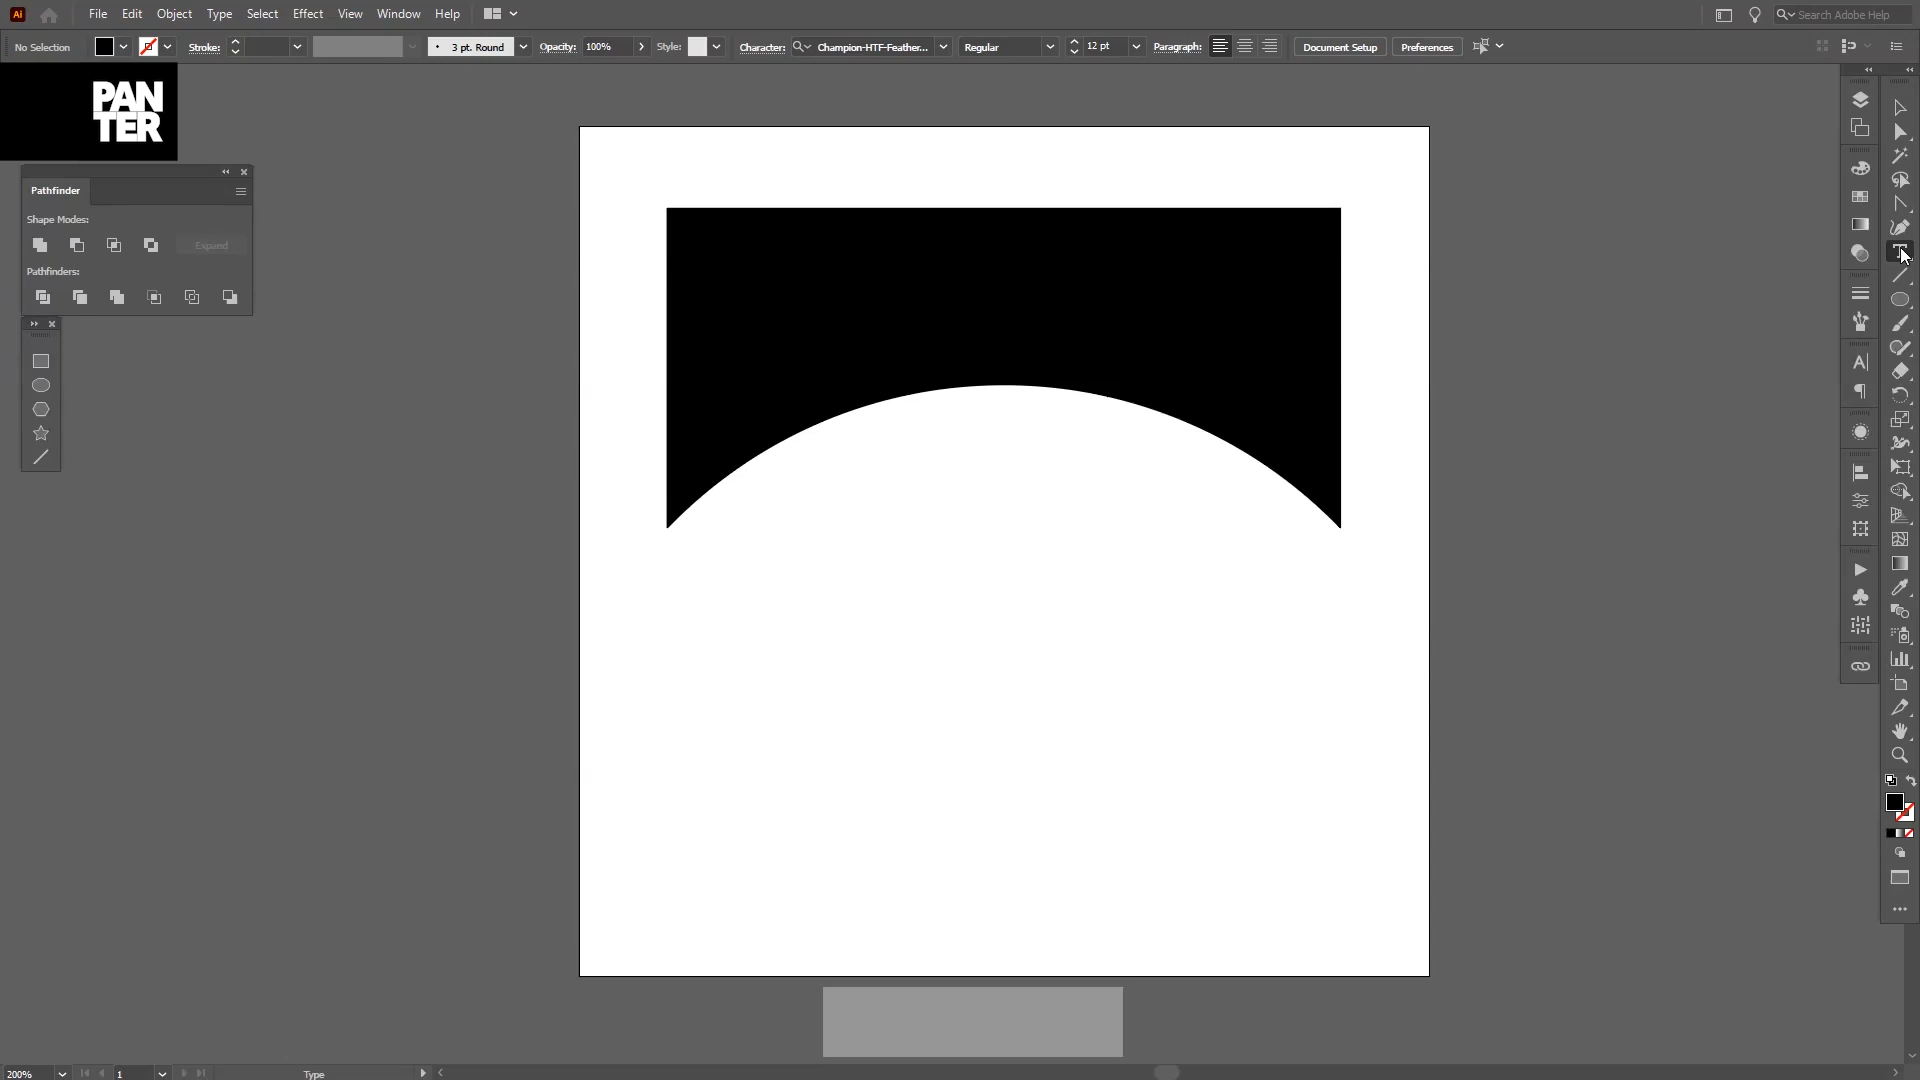 Ai File Edit Object Type Select Effect View Window Help Search Adobe Help
No Selection Stroke: 3 pt. Round Opacity: 100% Style: Character: Champion-HTF-Feather... Regular 12 pt Paragraph: Document Setup Preferences
PAN
TER
Pathfinder
Shape Modes:
Expand
Pathfinders:
200% 1 Type